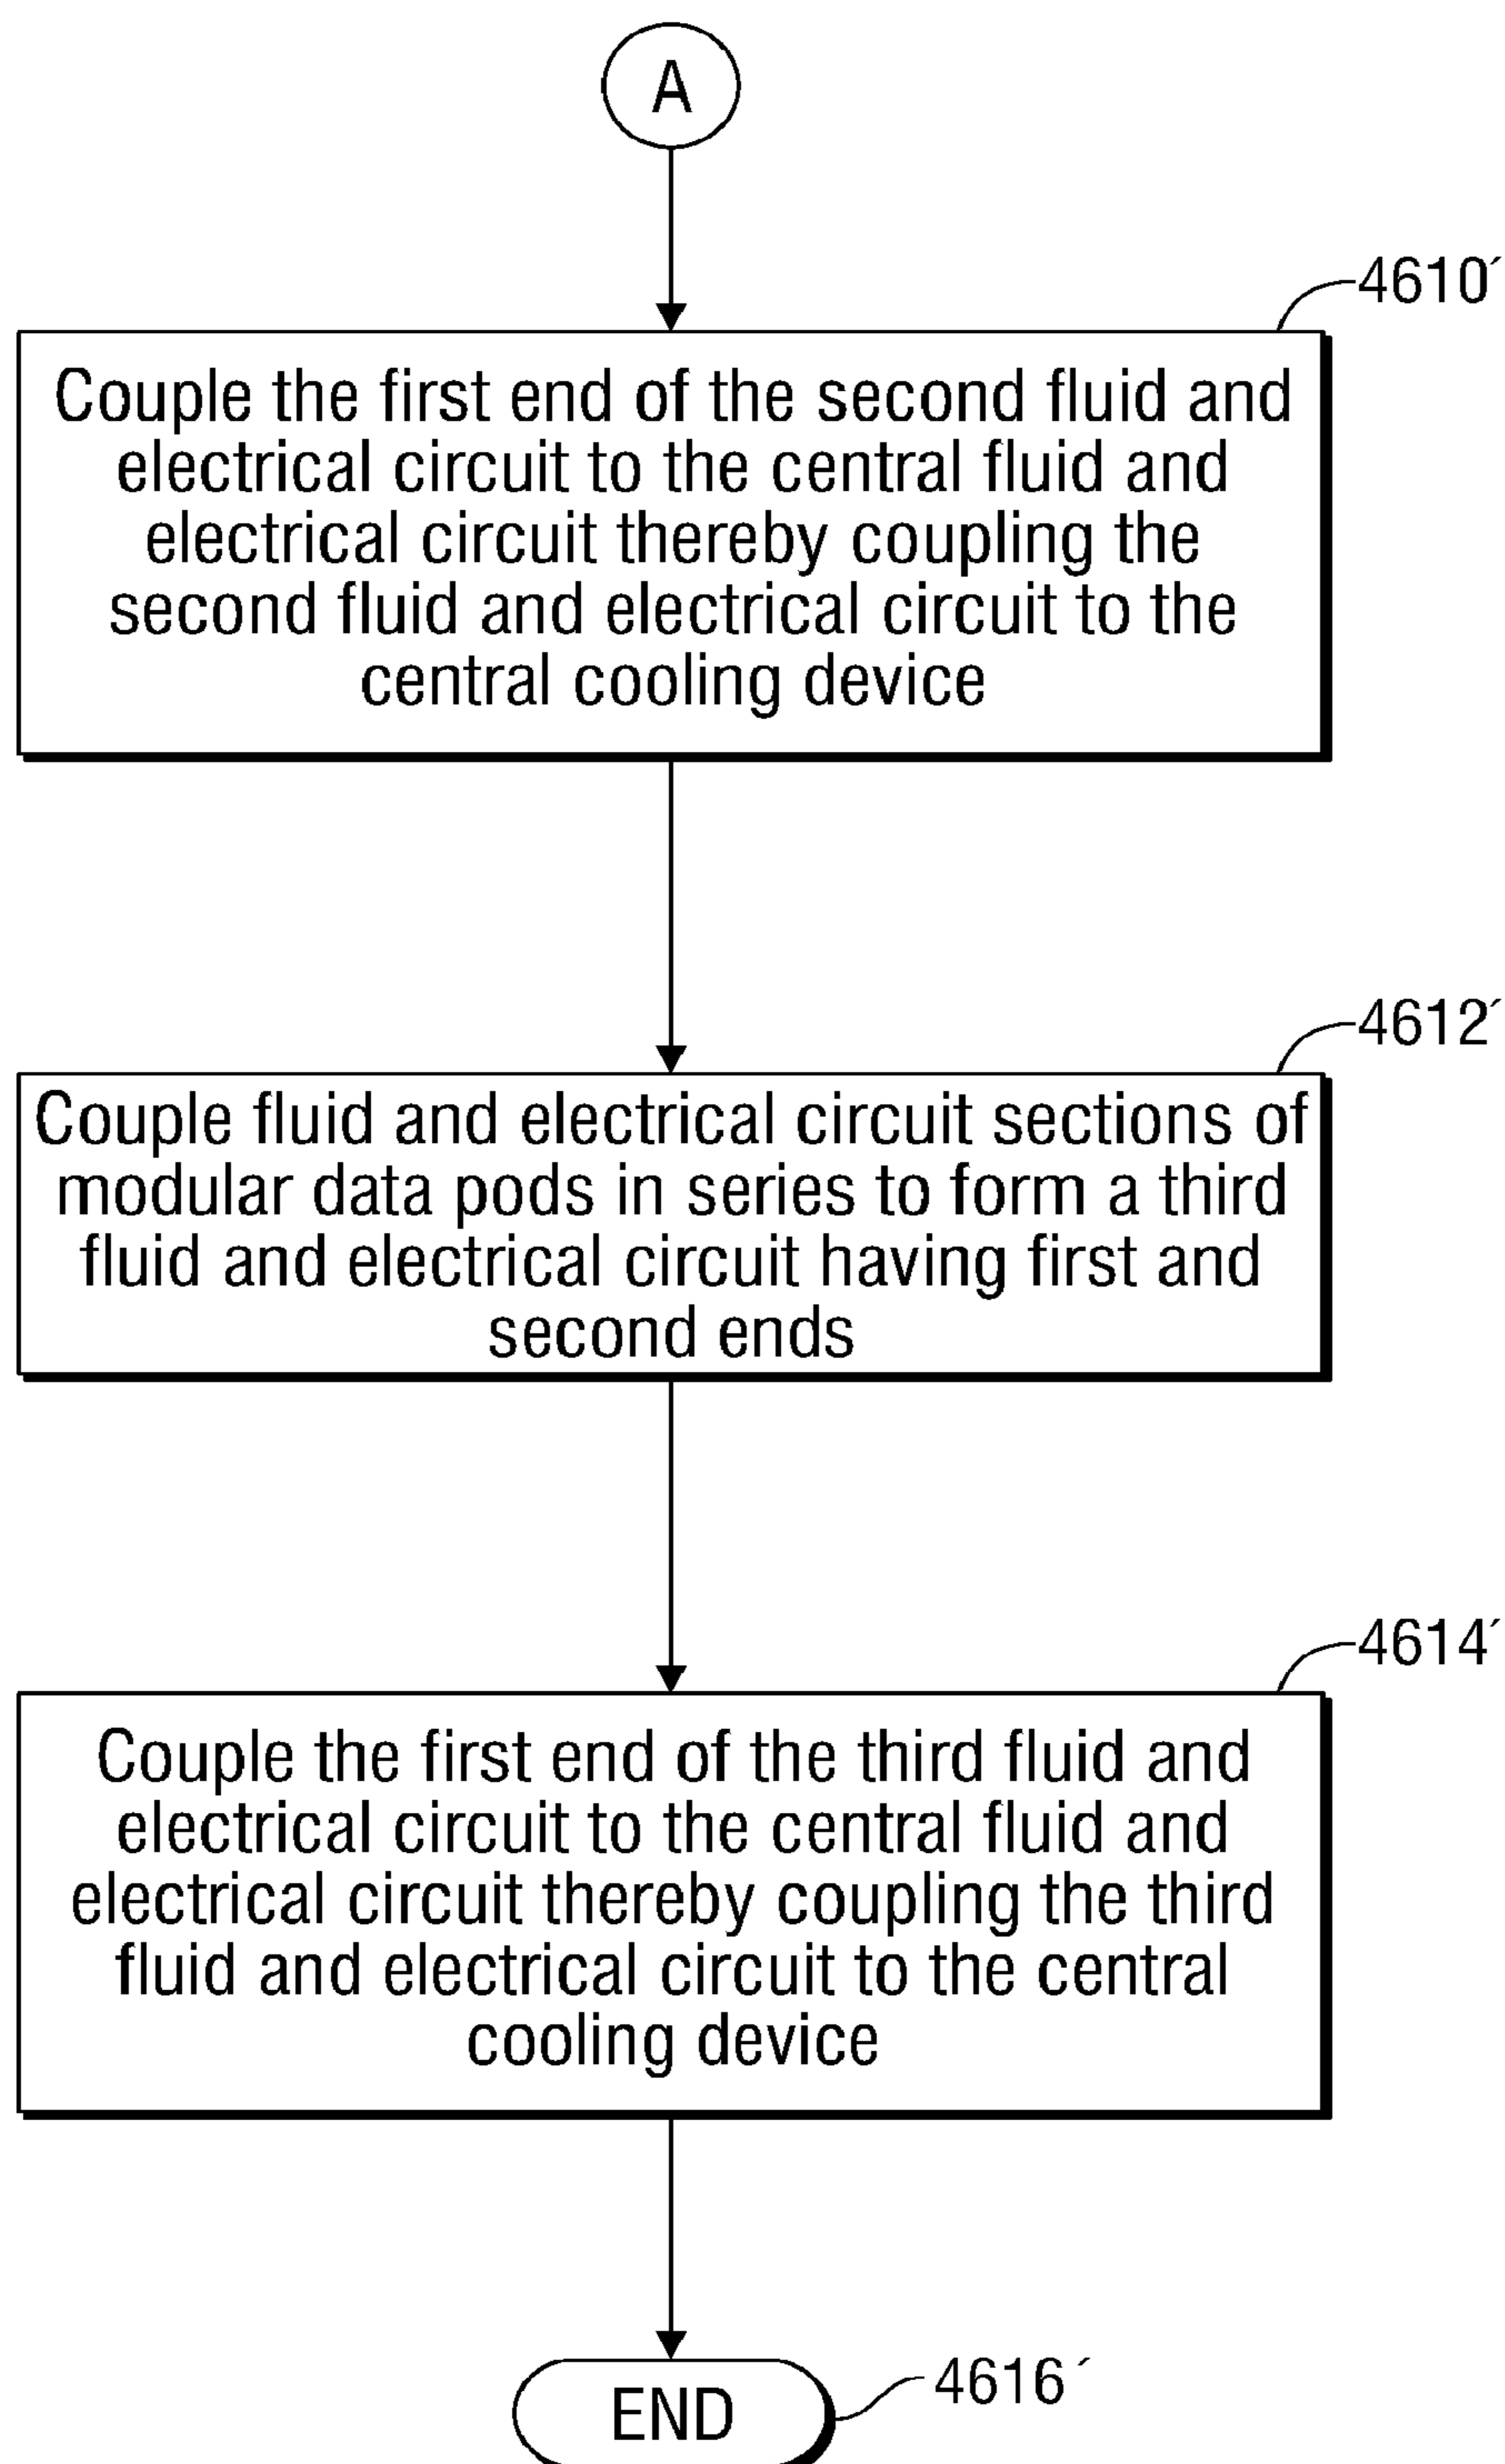 A
4610´
Couple the first end of the second fluid and
electrical circuit to the central fluid and
electrical circuit thereby coupling the
second fluid and electrical circuit to the
central cooling device
4612´
Couple fluid and electrical circuit sections of
modular data pods in series to form a third
fluid and electrical circuit having first and
second ends
4614´
Couple the first end of the third fluid and
electrical circuit to the central fluid and
electrical circuit thereby coupling the third
fluid and electrical circuit to the central
cooling device
END
4616´